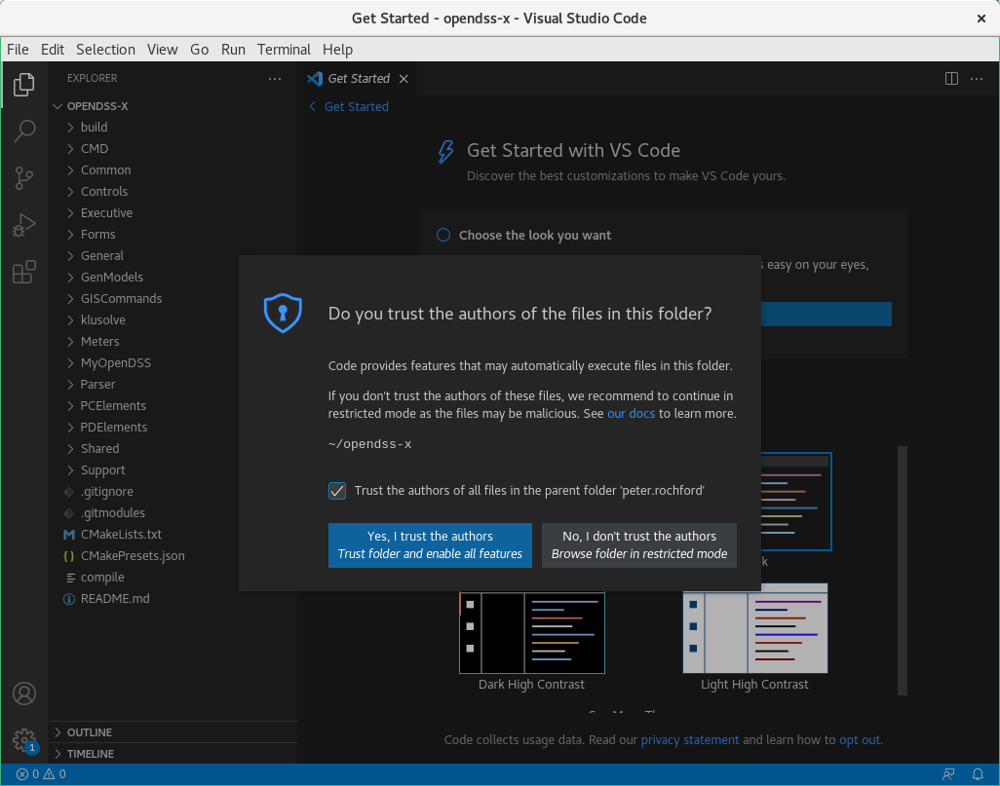 Get Started - opendss-x - Visual Studio Code
File Edit Selection View Go Run Terminal Help
EXPLORER
OPENDSS-X
build
CMD
Common
Controls
Executive
Forms
General
GenModels
GISCommands
klusolve
Meters
MyOpenDSS
Parser
PCElements
PDElements
Shared
Support
.gitignore
.gitmodules
CMakeLists.txt
CMakePresets.json
compile
README.md
OUTLINE
TIMELINE
1
0 0
Get Started
Get Started
Get Started with VS Code
Discover the best customizations to make VS Code yours.
Choose the look you want
easy on your eyes,
Do you trust the authors of the files in this folder?
Code provides features that may automatically execute files in this folder.
If you don't trust the authors of these files, we recommend to continue in
restricted mode as the files may be malicious. See our docs to learn more.
~/opendss-x
Trust the authors of all files in the parent folder 'peter.rochford'
Yes, I trust the authors
Trust folder and enable all features
No, I don't trust the authors
Browse folder in restricted mode
Dark High Contrast
Light High Contrast
Code collects usage data. Read our privacy statement and learn how to opt out.